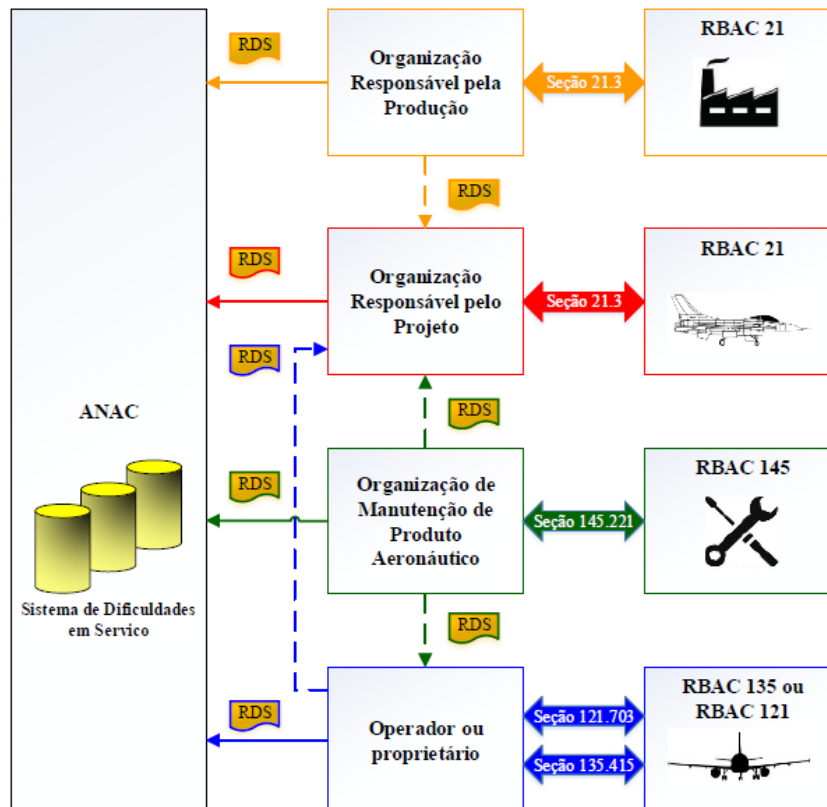 RDS
Organização
Responsável pela
Produção
Seção 21.3
RBAC 21
RDS
RDS
Organização
Responsável pelo
Projeto
Seção 21.3
RBAC 21
RDS
RDS
ANAC
Sistema de Dificuldades
em Servico
RDS
Organização de
Manutenção de
Produto
Aeronáutico
Seção 145.221
RBAC 145
RDS
RDS
Operador ou
proprietário
Seção 121.703
Seção 135.415
RBAC 135 ou
RBAC 121